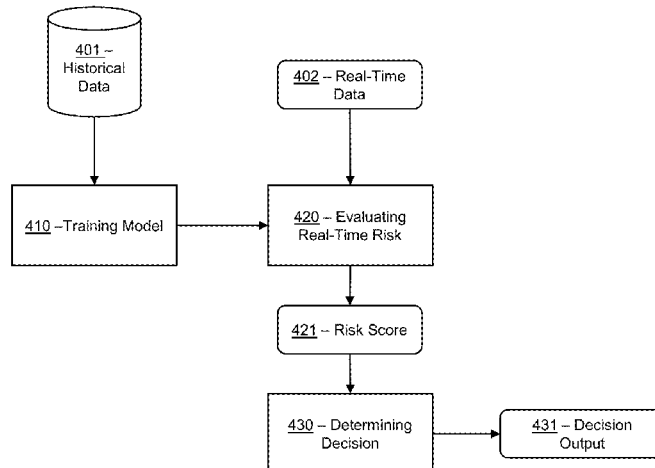 401 –
Historical
Data
402 – Real-Time
Data
410 –Training Model
420 – Evaluating
Real-Time Risk
421 – Risk Score
430 – Determining
Decision
431 – Decision
Output